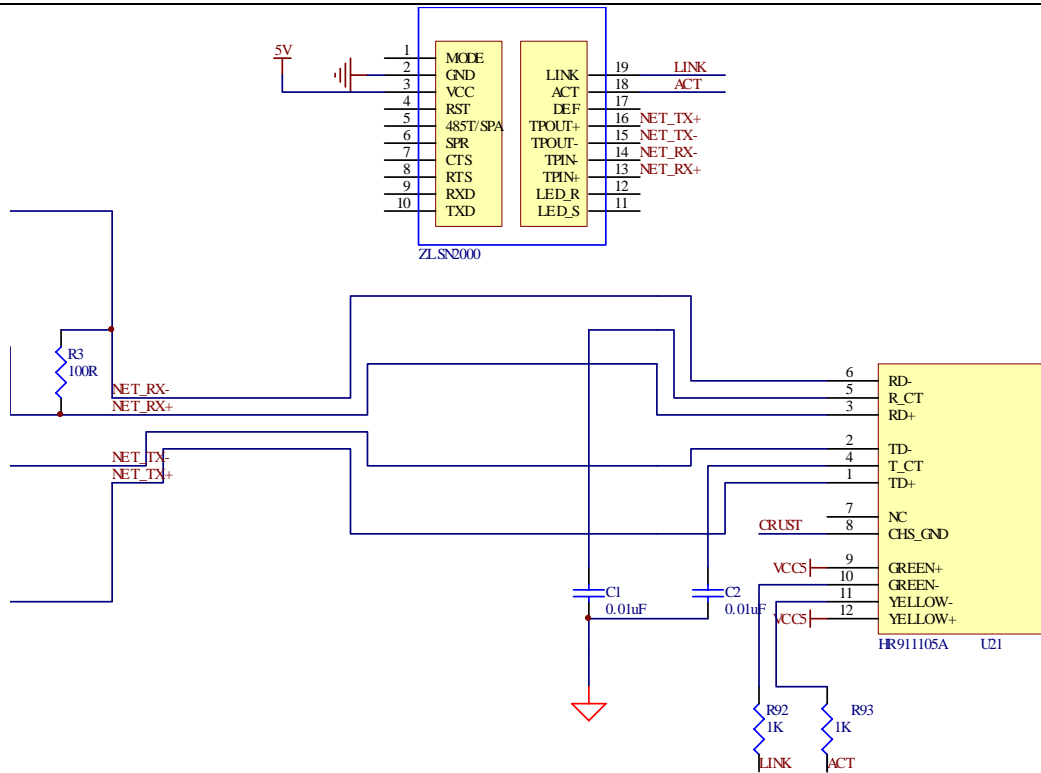 5V
1 MODE
2 GND
3 VCC
4 RST
5 485T/SPA
6 SPR
7 CTS
8 RTS
9 RXD
10 TXD
LINK 19 LINK
ACT 18 ACT
DEF 17
TPOUT+ 16 NET_TX+
TPOUT- 15 NET_TX-
TPIN- 14 NET_RX-
TPIN+ 13 NET_RX+
LED_R 12
LED_S 11
ZLSN2000
R3
100R
NET_RX-
NET_RX+
NET_TX-
NET_TX+
6 RD-
5 R_CT
3 RD+
2 TD-
4 T_CT
1 TD+
7 NC
CRUST 8 CHS_GND
VCC5 9 GREEN+
10 GREEN-
11 YELLOW-
VCC5 12 YELLOW+
HR911105A U21
C1
0.01uF
C2
0.01uF
R92
1K
R93
1K
LINK
ACT